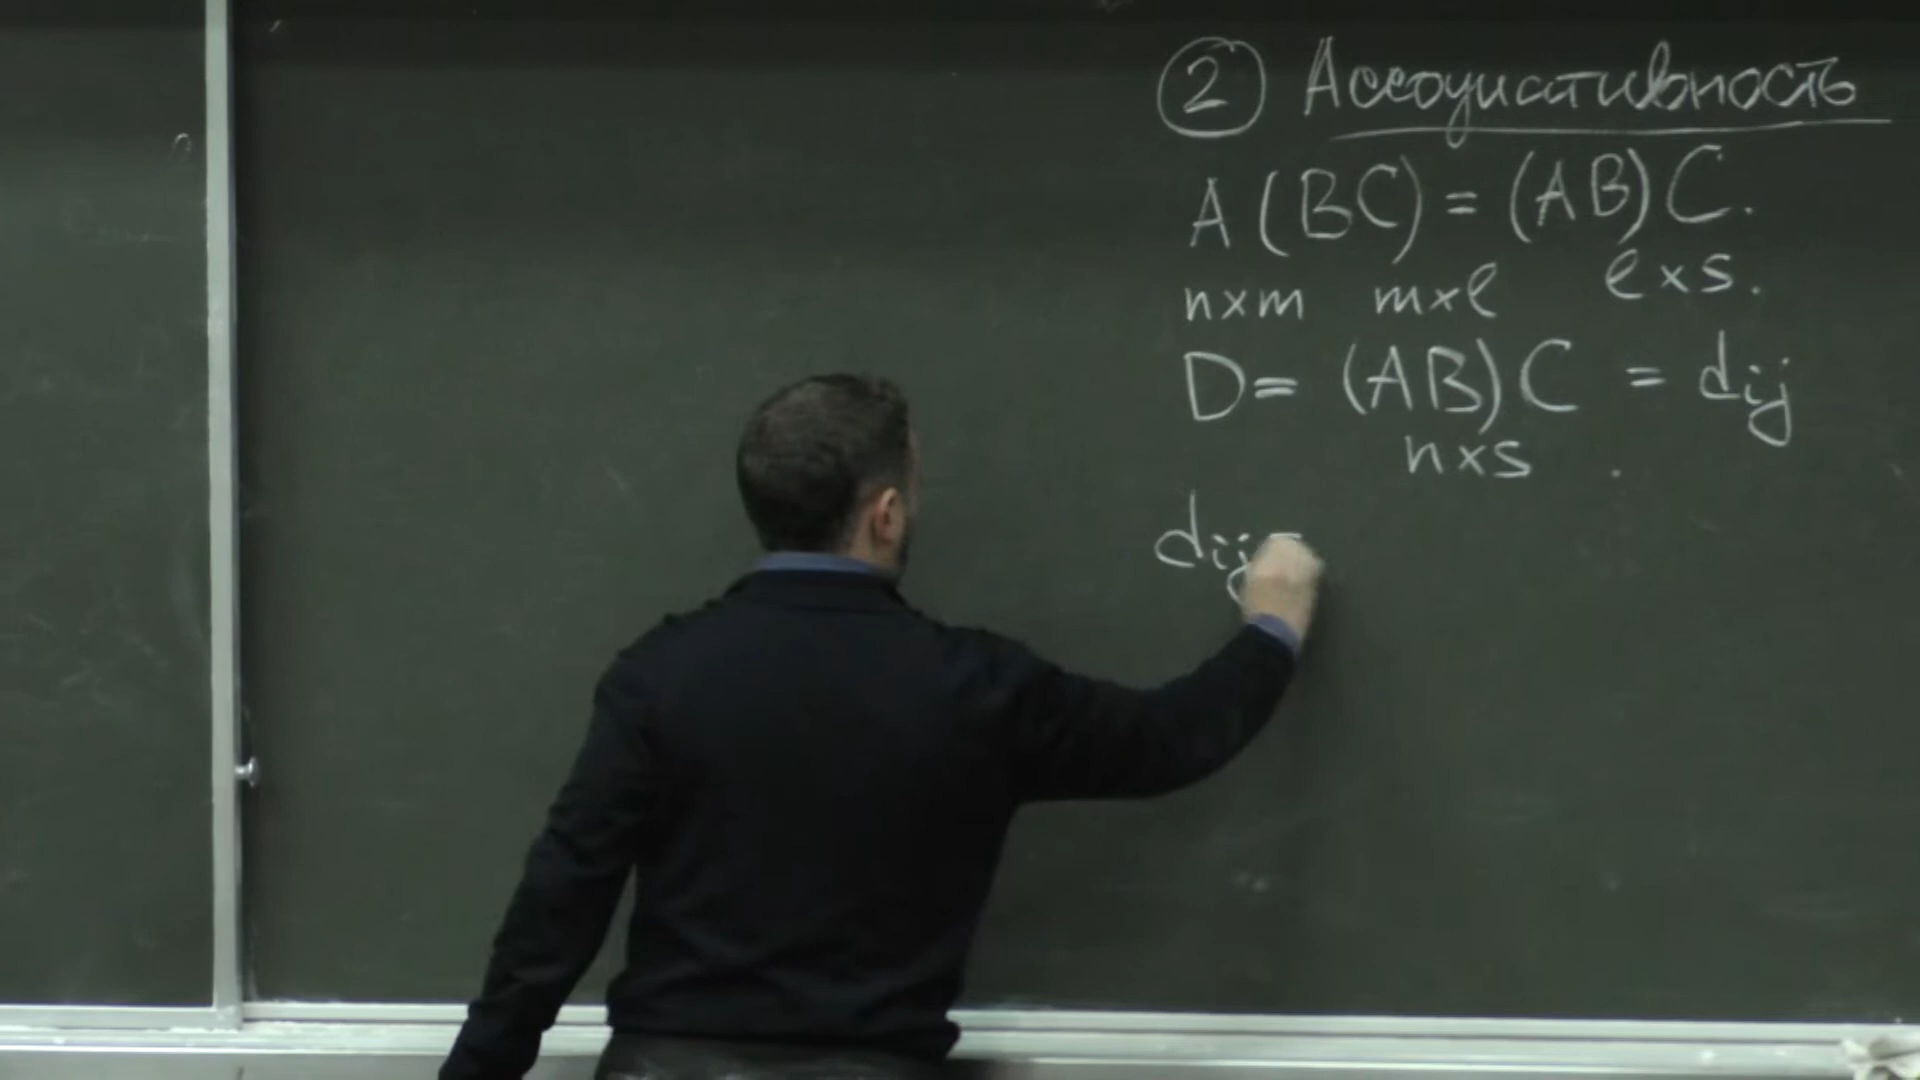 2 Ассоциативность
A(BC) = (AB)C.
n×m m×l l×s.
D = (AB)C = dij
n×s .
dij =